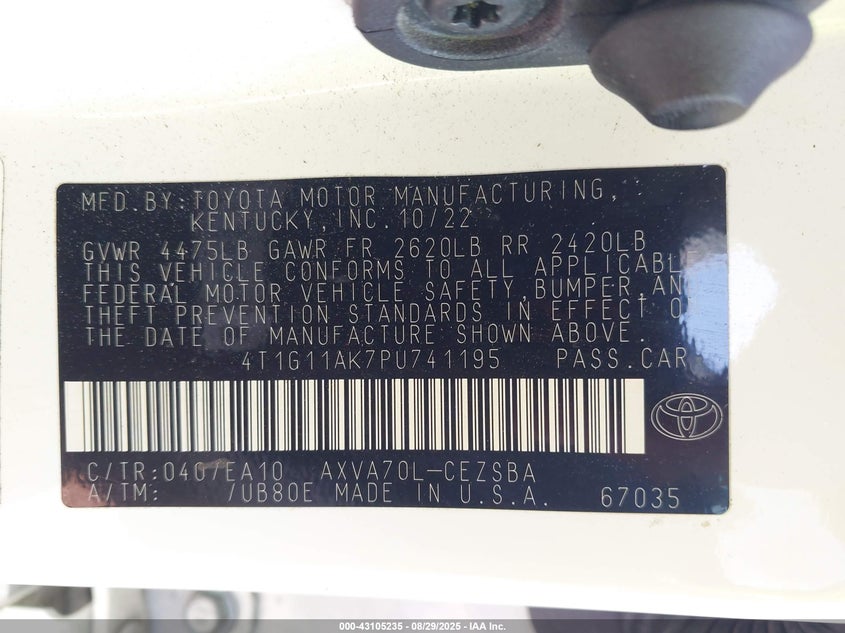 MFD.BY:TOYOTA MOTOR MANUFACTURING,
KENTUCKY,INC.10/22
GVWR 4475LB GAWR FR 2620LB RR 2420LB
THIS VEHICLE CONFORMS TO ALL APPLICABLE
FEDERAL MOTOR VEHICLE SAFETY,BUMPER,AND
THEFT PREVENTION STANDARDS IN EFFECT O
THE DATE OF MANUFACTURE SHOWN ABOVE.
4T1G11AK7PU741195 PASS.CAR
C/TR:040/EA10 AXVA70L-CEZSBA
A/TM: /UB80E MADE IN U.S.A. 67035
000-43105235 - 08/29/2025 - IAA Inc.